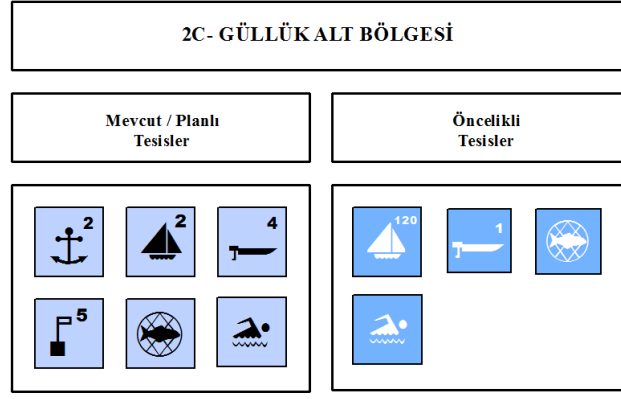 2C- GÜLLÜK ALT BÖLGESİ
Mevcut / Planlı
Tesisler
Öncelikli
Tesisler
2
2
4
5
120
1